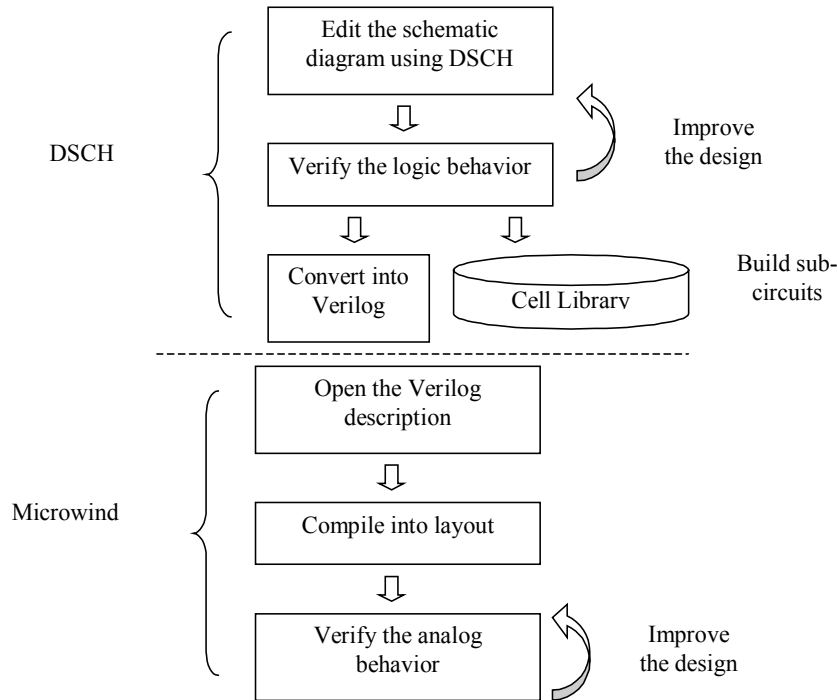 Edit the schematic
diagram using DSCH
DSCH
Improve
the design
Verify the logic behavior
Convert into
Verilog
Cell Library
Build sub-
circuits
Open the Verilog
description
Microwind
Compile into layout
Verify the analog
behavior
Improve
the design